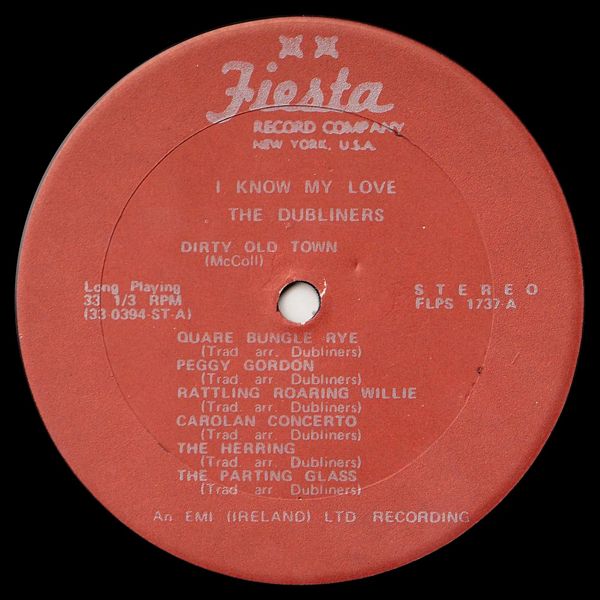 Fiesta
RECORD COMPANY
NEW YORK, U.S.A.
I KNOW MY LOVE
THE DUBLINERS
DIRTY OLD TOWN
(McColl)
Long Playing
33 1/3 RPM
(33-0394-ST-A)
STEREO
FLPS 1737-A
QUARE BUNGLE RYE
(Trad. arr. Dubliners)
PEGGY GORDON
(Trad. arr. Dubliners)
RATTLING ROARING WILLIE
(Trad. arr. Dubliners)
CAROLAN CONCERTO
(Trad. arr. Dubliners)
THE HERRING
(Trad. arr. Dubliners)
THE PARTING GLASS
(Trad. arr. Dubliners)
An EMI (IRELAND) LTD RECORDING